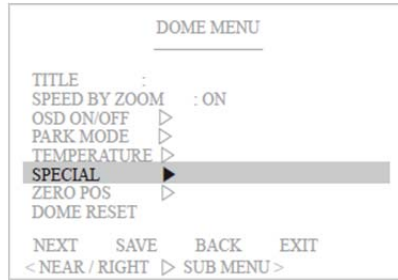 DOME MENU
TITLE :
SPEED BY ZOOM : ON
OSD ON/OFF ▷
PARK MODE ▷
TEMPERATURE ▷
SPECIAL ▶
ZERO POS ▷
DOME RESET
NEXT SAVE BACK EXIT
< NEAR / RIGHT ▷ SUB MENU >